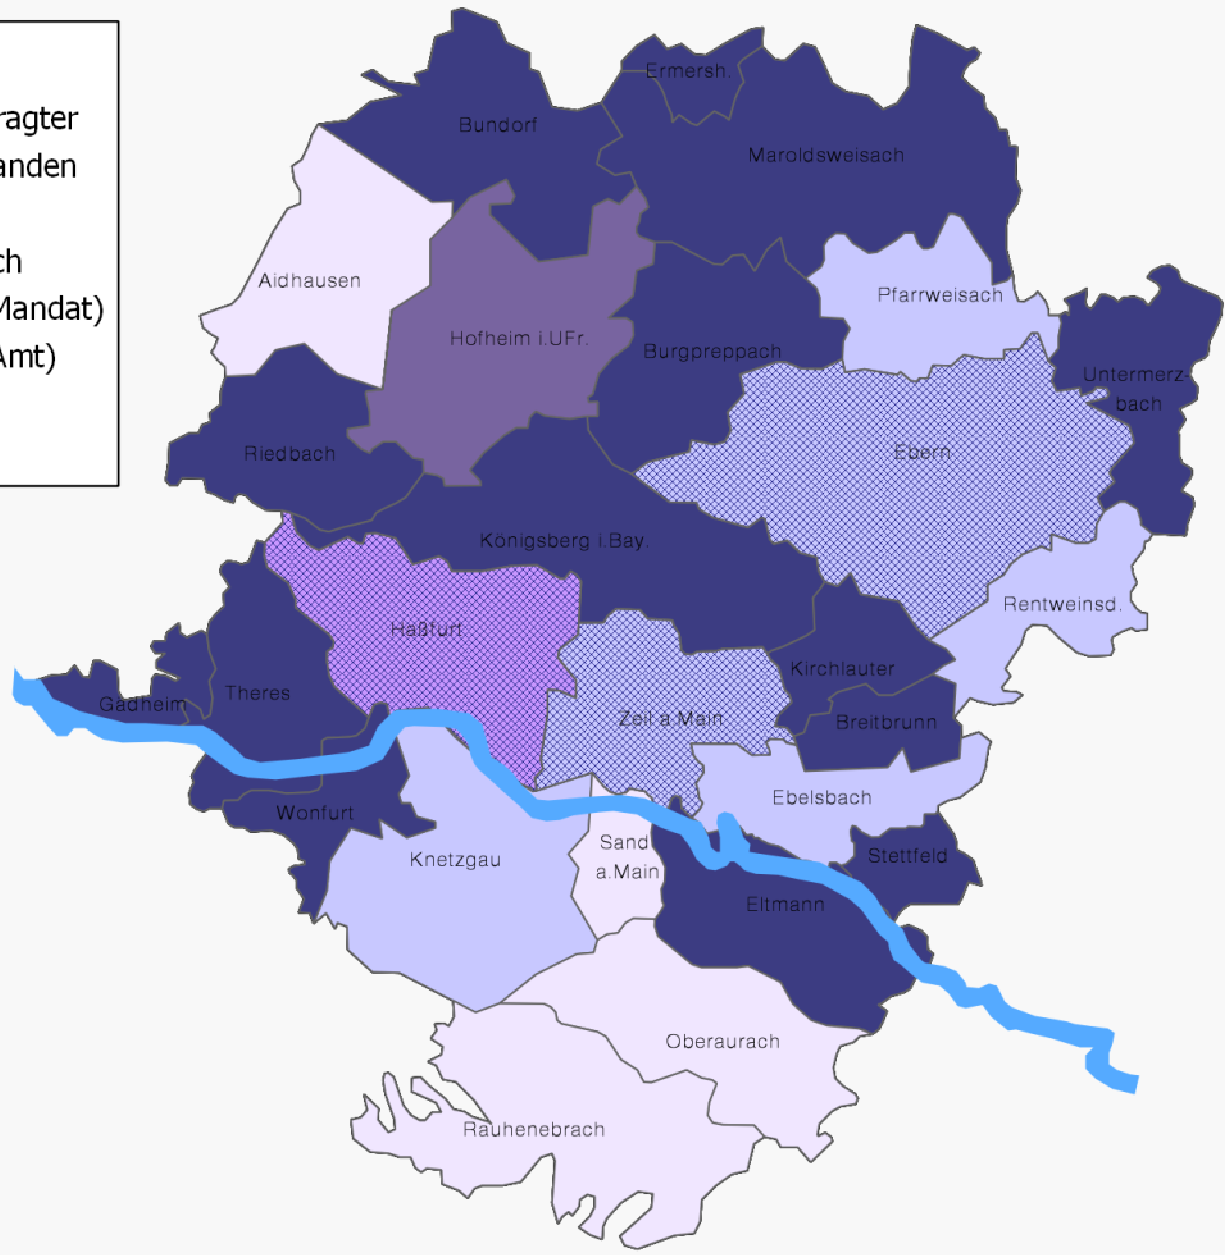 ragter
anden
ch
Mandat)
Amt)
Ermersh.
Bundorf
Maroldsweisach
Aidhausen
Pfarrweisach
Hofheim i.UFr.
Burgpreppach
Untermerz-
bach
Riedbach
Ebern
Königsberg i.Bay.
Rentweinsd.
Haßfurt
Kirchlauter
Theres
Gädheim
Zeil a.Main
Breitbrunn
Ebelsbach
Wonfurt
Sand
a.Main
Knetzgau
Stettfeld
Eltmann
Oberaurach
Rauhenebrach